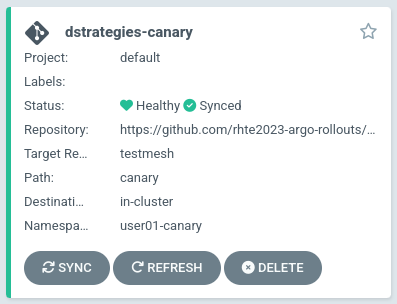 dstrategies-canary
Project: default
Labels:
Status: Healthy Synced
Repository: https://github.com/rhte2023-argo-rollouts/...
Target Re... testmesh
Path: canary
Destinati... in-cluster
Namespa... user01-canary
SYNC REFRESH DELETE